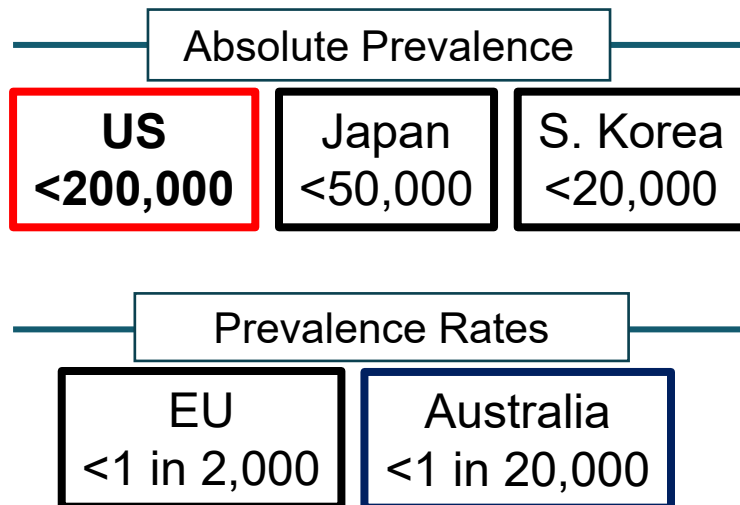 Absolute Prevalence
US
<200,000
Japan
<50,000
S. Korea
<20,000
Prevalence Rates
EU
<1 in 2,000
Australia
<1 in 20,000